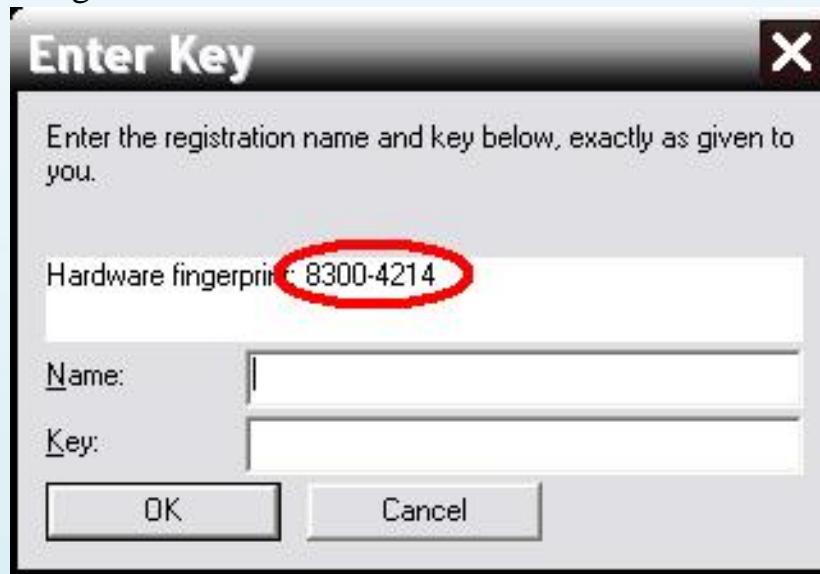 Enter Key
Enter the registration name and key below, exactly as given to
you.
Hardware fingerprint: 8300-4214
Name:
Key:
OK Cancel